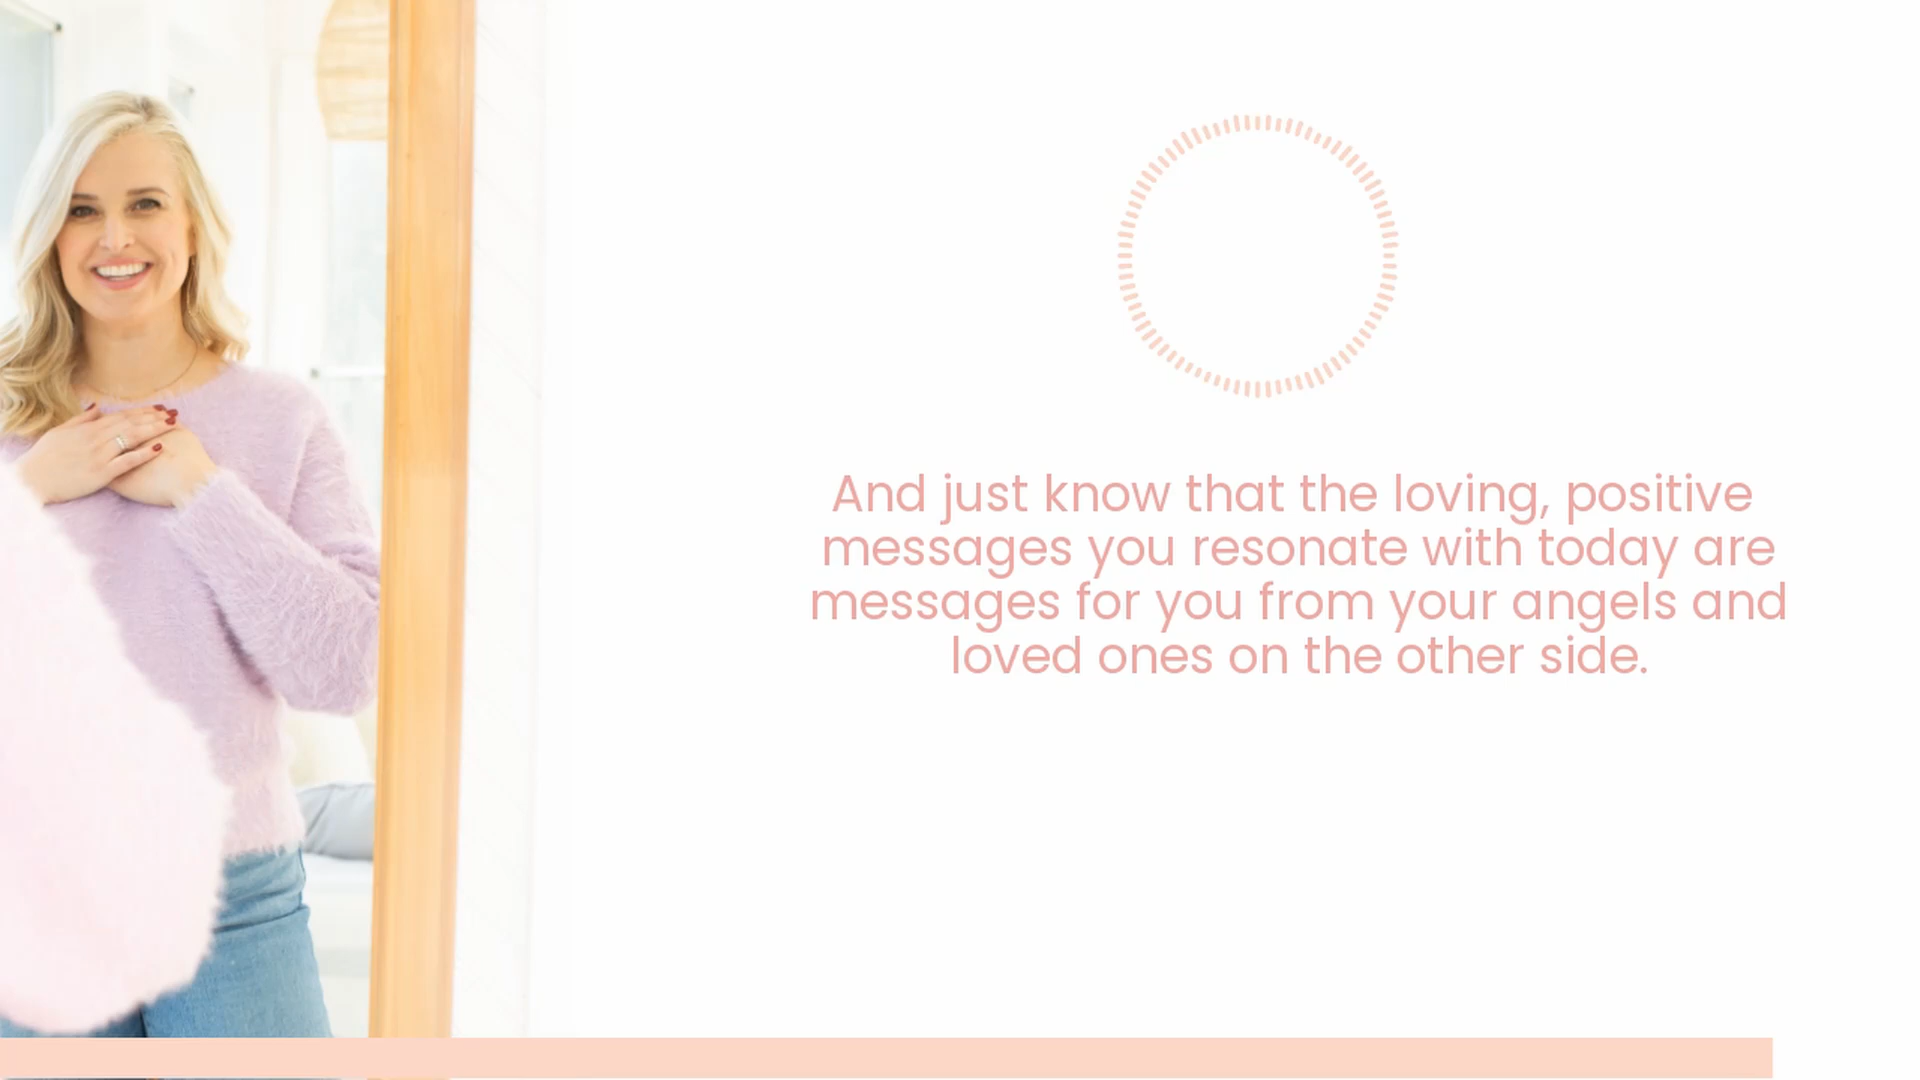 And just know that the loving, positive
messages you resonate with today are
messages for you from your angels and
loved ones on the other side.